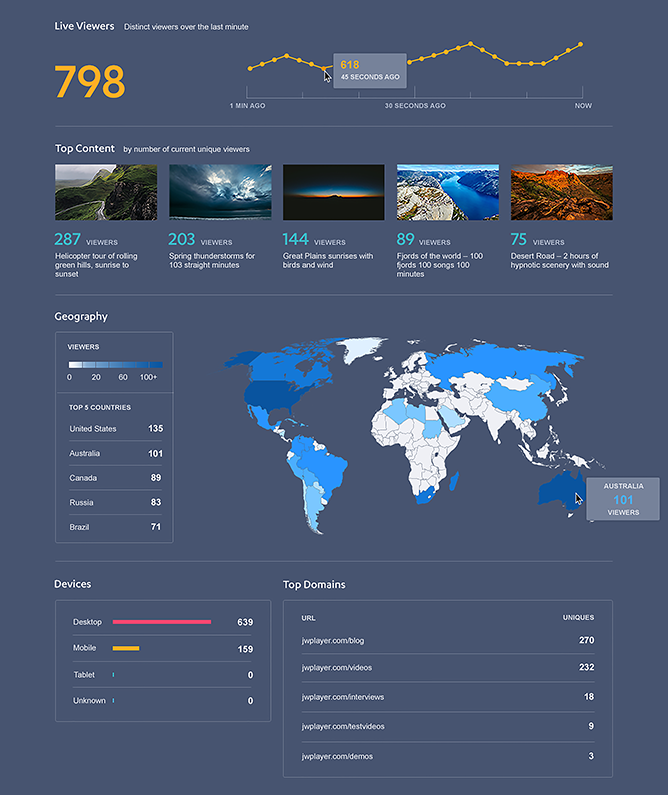 Live Viewers Distinct viewers over the last minute
798
618
45 SECONDS AGO
1 MIN AGO 30 SECONDS AGO NOW
Top Content by number of current unique viewers
287 VIEWERS
Helicopter tour of rolling
green hills, sunrise to
sunset
203 VIEWERS
Spring thunderstorms for
103 straight minutes
144 VIEWERS
Great Plains sunrises with
birds and wind
89 VIEWERS
Fjords of the world – 100
fjords 100 songs 100
minutes
75 VIEWERS
Desert Road – 2 hours of
hypnotic scenery with sound
Geography
VIEWERS
0 20 60 100+
TOP 5 COUNTRIES
United States 135
Australia 101
Canada 89
Russia 83
Brazil 71
AUSTRALIA
101
VIEWERS
Devices
Desktop 639
Mobile 159
Tablet 0
Unknown 0
Top Domains
URL UNIQUES
jwplayer.com/blog 270
jwplayer.com/videos 232
jwplayer.com/interviews 18
jwplayer.com/testvideos 9
jwplayer.com/demos 3